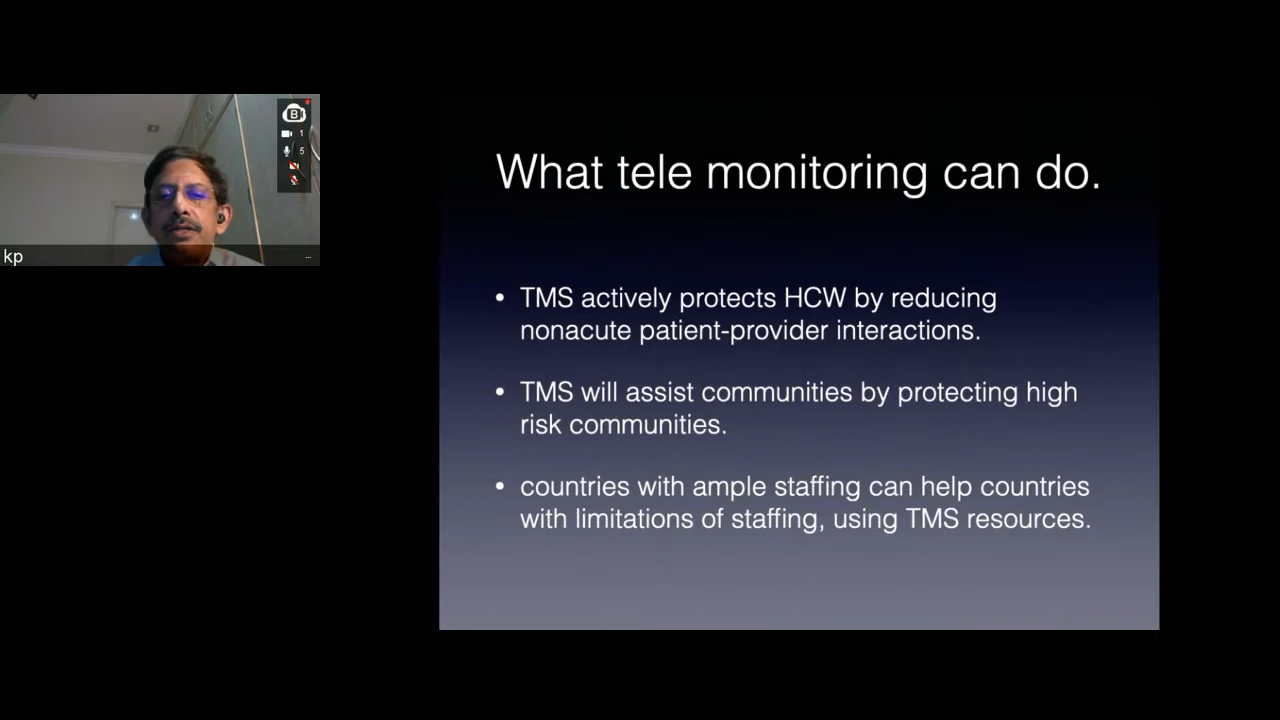 B
1
5
kp
What tele monitoring can do.
• TMS actively protects HCW by reducing
nonacute patient-provider interactions.
• TMS will assist communities by protecting high
risk communities.
• countries with ample staffing can help countries
with limitations of staffing, using TMS resources.